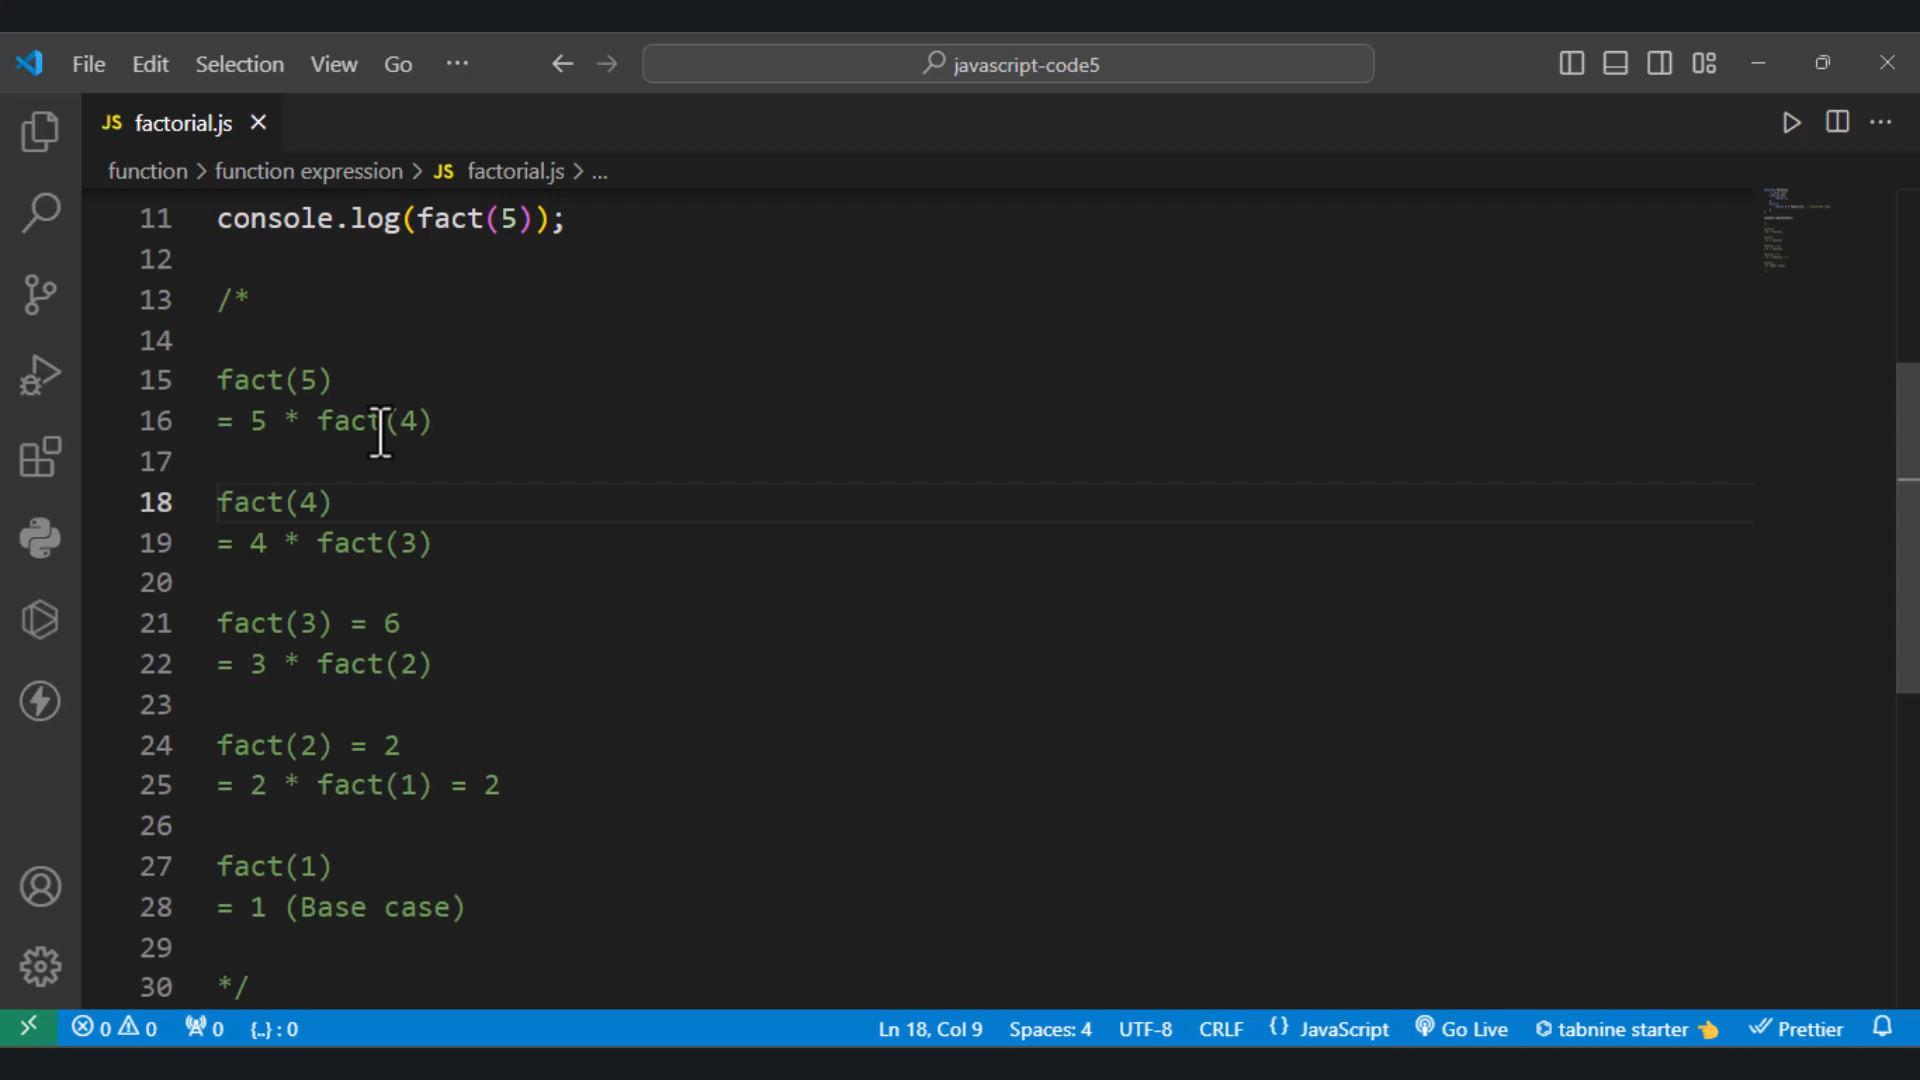 File Edit Selection View Go ··· javascript-code5
JS factorial.js
function > function expression > JS factorial.js > ...
11 console.log(fact(5));
12
13 /*
14
15 fact(5)
16 = 5 * fact(4)
17
18 fact(4)
19 = 4 * fact(3)
20
21 fact(3) = 6
22 = 3 * fact(2)
23
24 fact(2) = 2
25 = 2 * fact(1) = 2
26
27 fact(1)
28 = 1 (Base case)
29
30 */
0 0 0 {..} : 0 Ln 18, Col 9 Spaces: 4 UTF-8 CRLF {} JavaScript Go Live tabnine starter Prettier